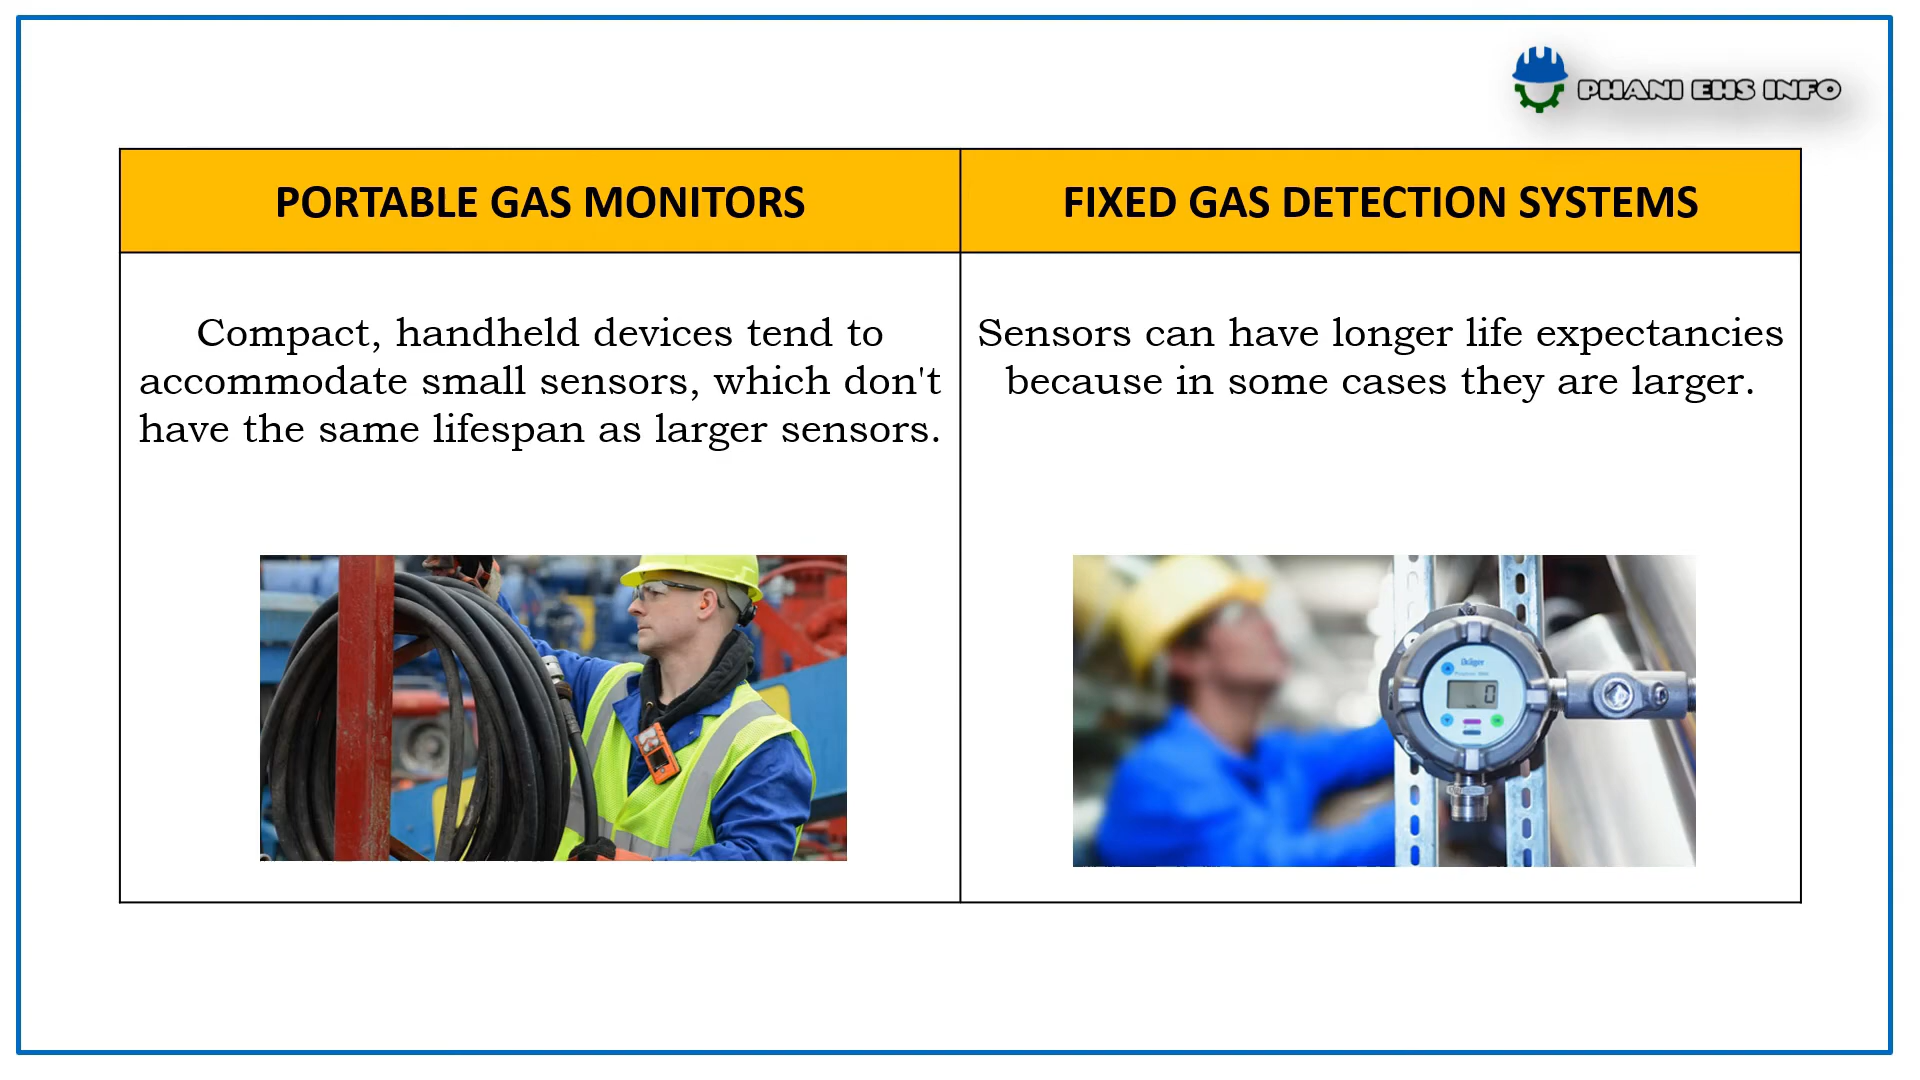 PHANI EHS INFO
PORTABLE GAS MONITORS
FIXED GAS DETECTION SYSTEMS
Compact, handheld devices tend to
accommodate small sensors, which don't
have the same lifespan as larger sensors.
Sensors can have longer life expectancies
because in some cases they are larger.
Dräger
0